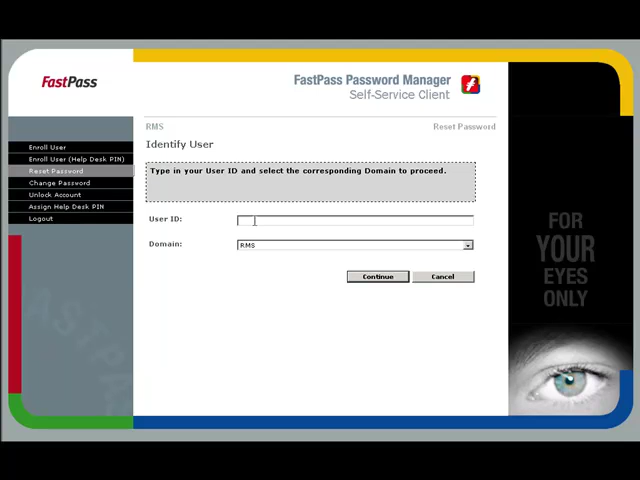 FastPass
FastPass Password Manager
Self-Service Client
RMS
Reset Password
Identify User
Type in your User ID and select the corresponding Domain to proceed.
User ID:
Domain:
RMS
Continue
Cancel
Enroll User
Enroll User (Help Desk PIN)
Reset Password
Change Password
Unlock Account
Assign Help Desk PIN
Logout
FOR
YOUR
EYES
ONLY
ASTPA